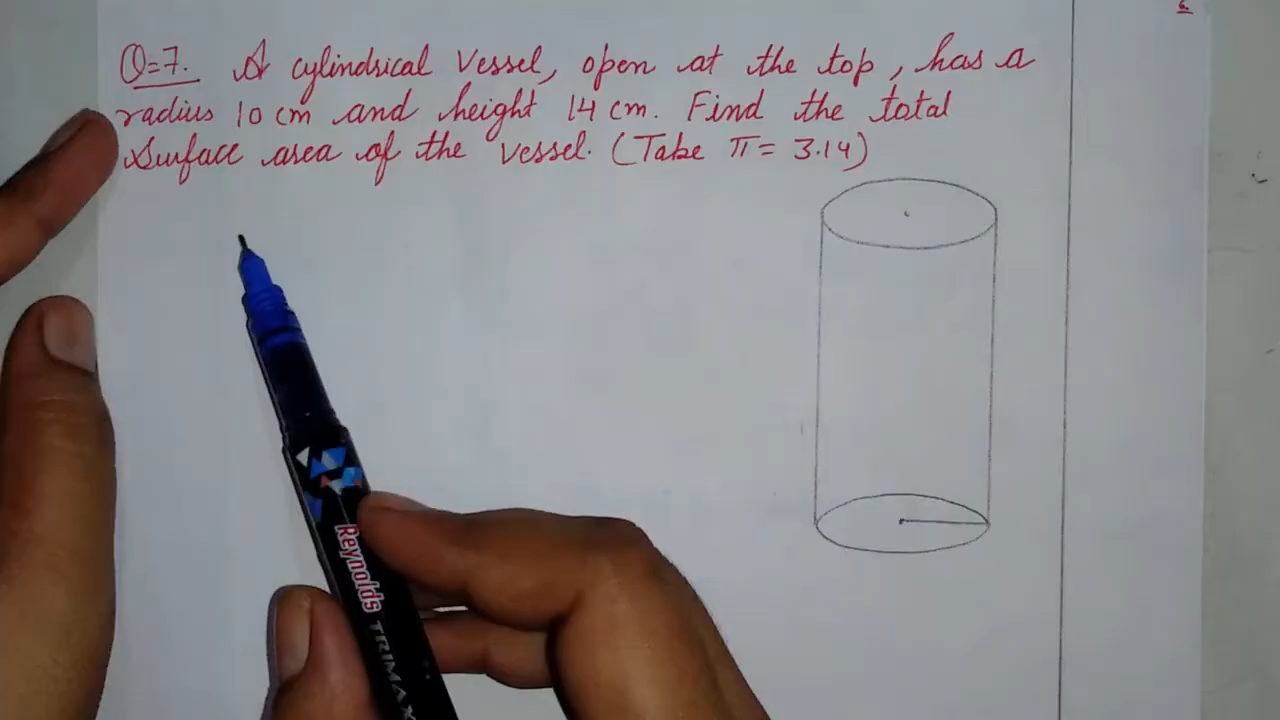 Q=7. A cylindrical vessel, open at the top, has a
radius 10 cm and height 14 cm. Find the total
Surface area of the vessel. (Take π = 3.14)
Reynolds TRIMAX